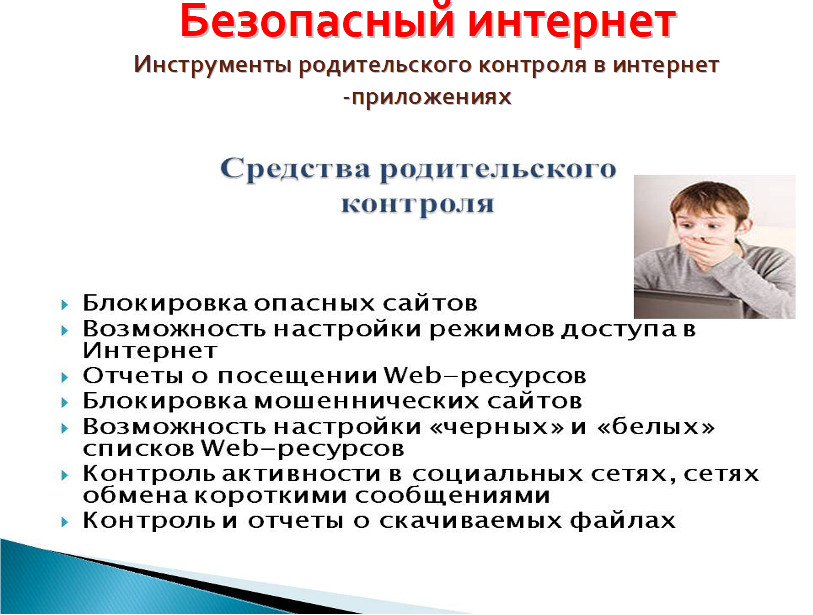 Безопасный интернет
Инструменты родительского контроля в интернет
-приложениях
Средства родительского
контроля
Блокировка опасных сайтов
Возможность настройки режимов доступа в
Интернет
Отчеты о посещении Web-ресурсов
Блокировка мошеннических сайтов
Возможность настройки «черных» и «белых»
списков Web-ресурсов
Контроль активности в социальных сетях, сетях
обмена короткими сообщениями
Контроль и отчеты о скачиваемых файлах